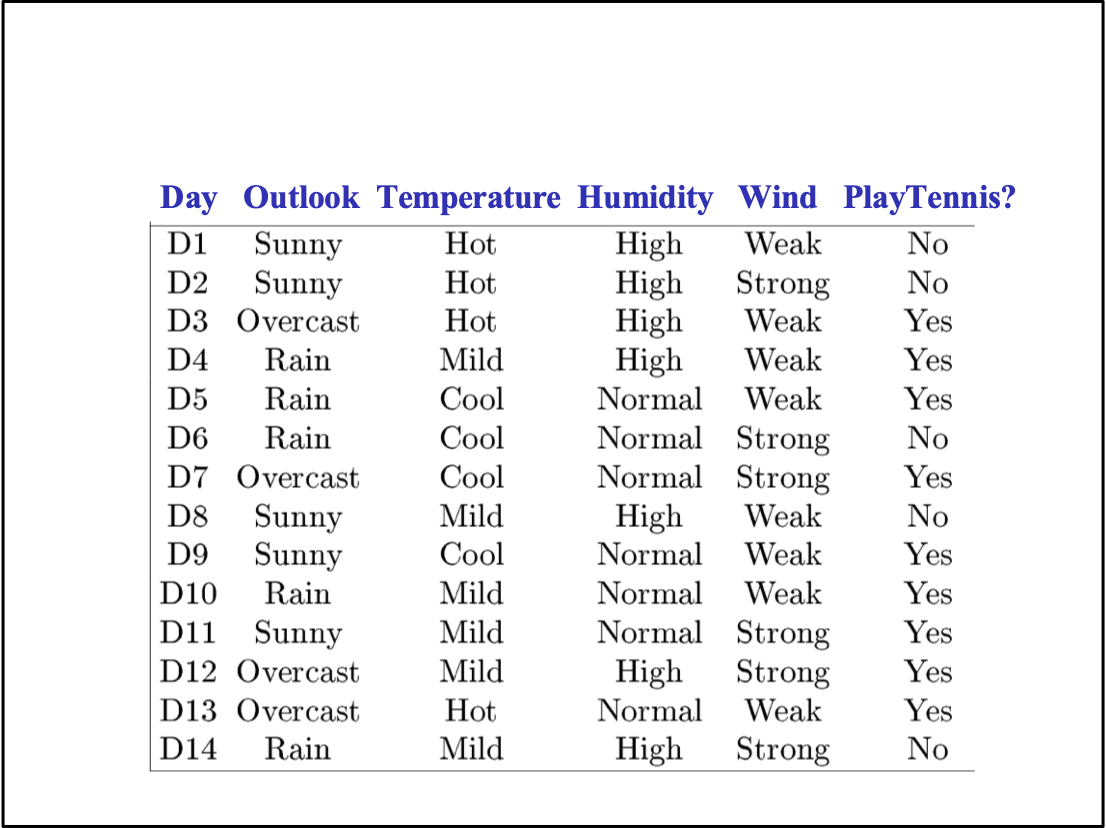 Day Outlook Temperature Humidity Wind PlayTennis?
D1 Sunny Hot High Weak No
D2 Sunny Hot High Strong No
D3 Overcast Hot High Weak Yes
D4 Rain Mild High Weak Yes
D5 Rain Cool Normal Weak Yes
D6 Rain Cool Normal Strong No
D7 Overcast Cool Normal Strong Yes
D8 Sunny Mild High Weak No
D9 Sunny Cool Normal Weak Yes
D10 Rain Mild Normal Weak Yes
D11 Sunny Mild Normal Strong Yes
D12 Overcast Mild High Strong Yes
D13 Overcast Hot Normal Weak Yes
D14 Rain Mild High Strong No